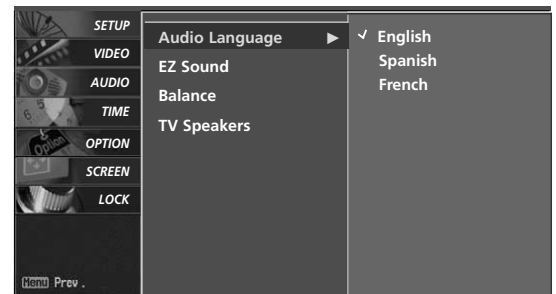 SETUP
VIDEO
AUDIO
TIME
OPTION
SCREEN
LOCK
Menu Prev.
Audio Language ▶
EZ Sound
Balance
TV Speakers
✓ English
Spanish
French
Option